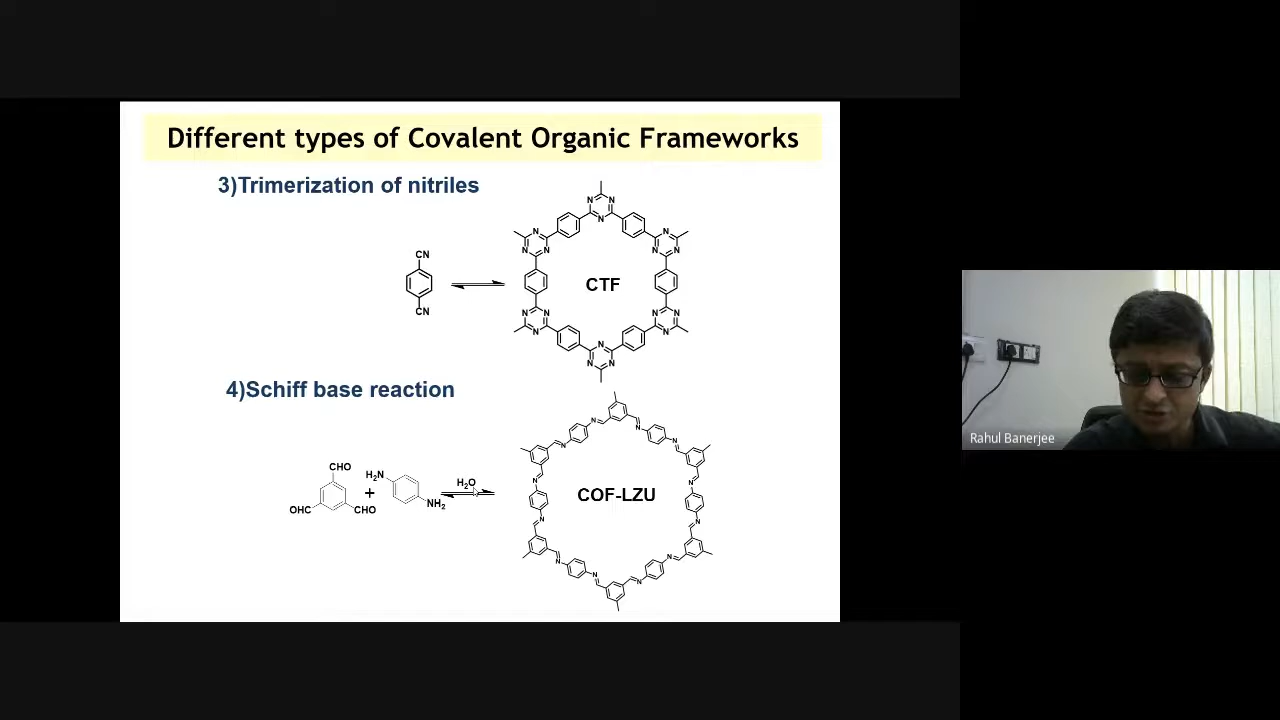 Different types of Covalent Organic Frameworks
3)Trimerization of nitriles
CN
CN
N N N
N N N
N N N
CTF
N N N
N N N
N N N
4)Schiff base reaction
CHO
OHC
CHO
+
H₂N
NH₂
H₂O
N N N N
N N
COF-LZU
N N
N N N N
Rahul Banerjee